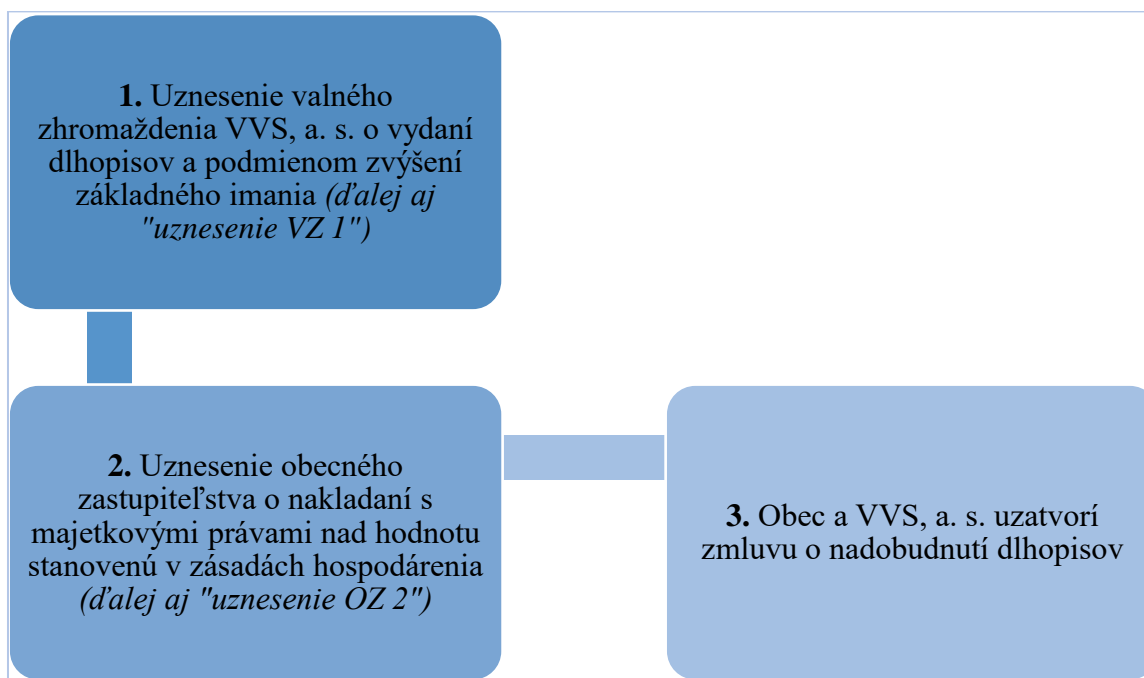 1. Uznesenie valného
zhromaždenia VVS, a. s. o vydaní
dlhopisov a podmienom zvýšení
základného imania (ďalej aj
"uznesenie VZ 1")
2. Uznesenie obecného
zastupiteľstva o nakladaní s
majetkovými právami nad hodnotu
stanovenú v zásadách hospodárenia
(ďalej aj "uznesenie OZ 2")
3. Obec a VVS, a. s. uzatvorí
zmluvu o nadobudnutí dlhopisov